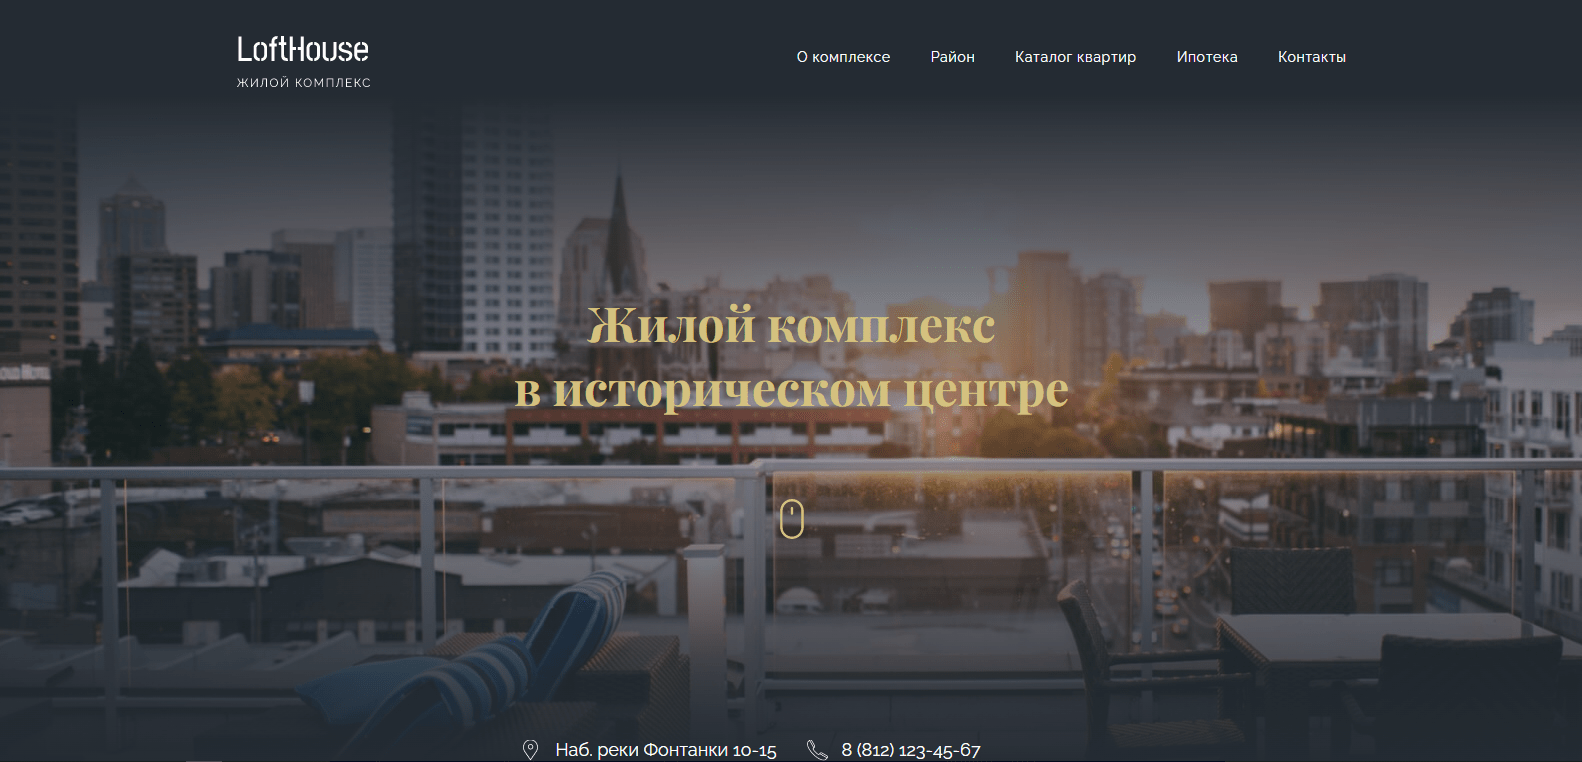 LoftHouse
ЖИЛОЙ КОМПЛЕКС
О комплексе
Район
Каталог квартир
Ипотека
Контакты
Жилой комплекс
в историческом центре
Наб. реки Фонтанки 10-15
8 (812) 123-45-67